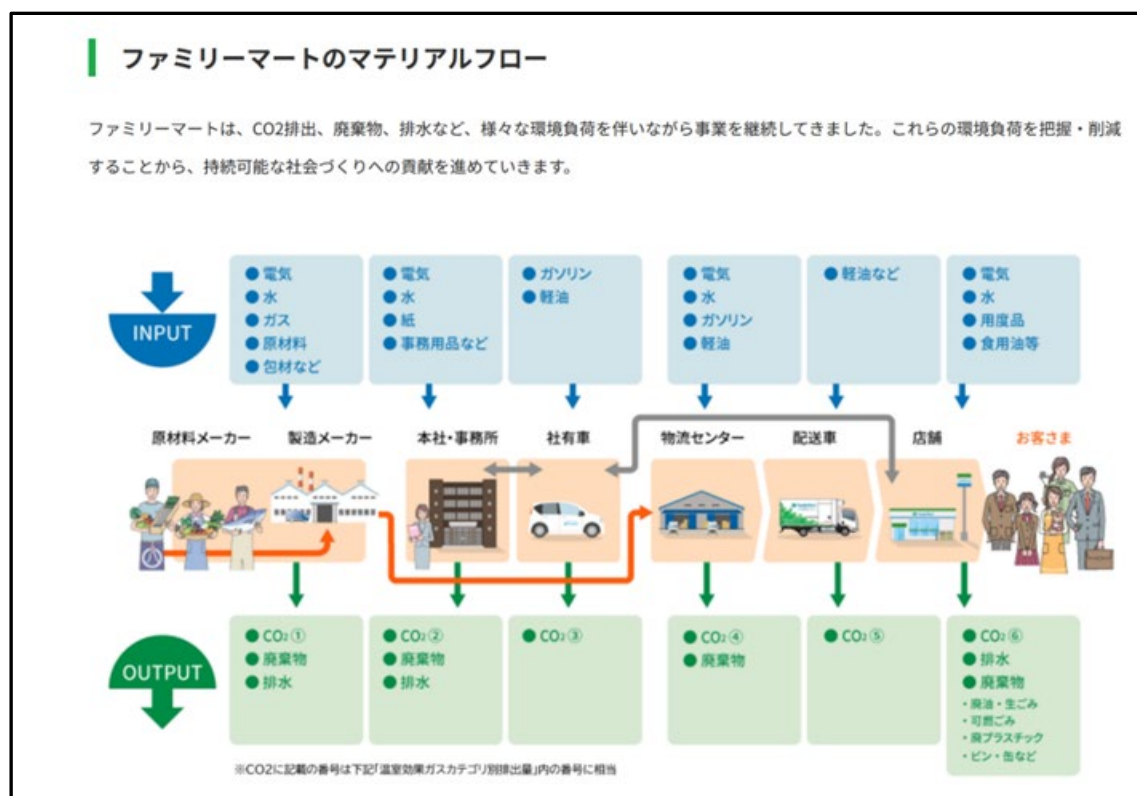 ファミリーマートのマテリアルフロー
ファミリーマートは、CO2排出、廃棄物、排水など、様々な環境負荷を伴いながら事業を継続してきました。これらの環境負荷を把握・削減
することから、持続可能な社会づくりへの貢献を進めていきます。
INPUT
● 電気
● 水
● ガス
● 原材料
● 包材など
● 電気
● 水
● 紙
● 事務用品など
● ガソリン
● 軽油
● 電気
● 水
● ガソリン
● 軽油
● 軽油など
● 電気
● 水
● 用度品
● 食用油等
原材料メーカー
製造メーカー
本社・事務所
社有車
物流センター
配送車
店舗
お客さま
OUTPUT
● CO₂①
● 廃棄物
● 排水
● CO₂②
● 廃棄物
● 排水
● CO₂③
● CO₂④
● 廃棄物
● CO₂⑤
● CO₂⑥
● 排水
● 廃棄物
・廃油・生ごみ
・可燃ごみ
・廃プラスチック
・ビン・缶など
※CO2に記載の番号は下記「温室効果ガスカテゴリ別排出量」内の番号に相当